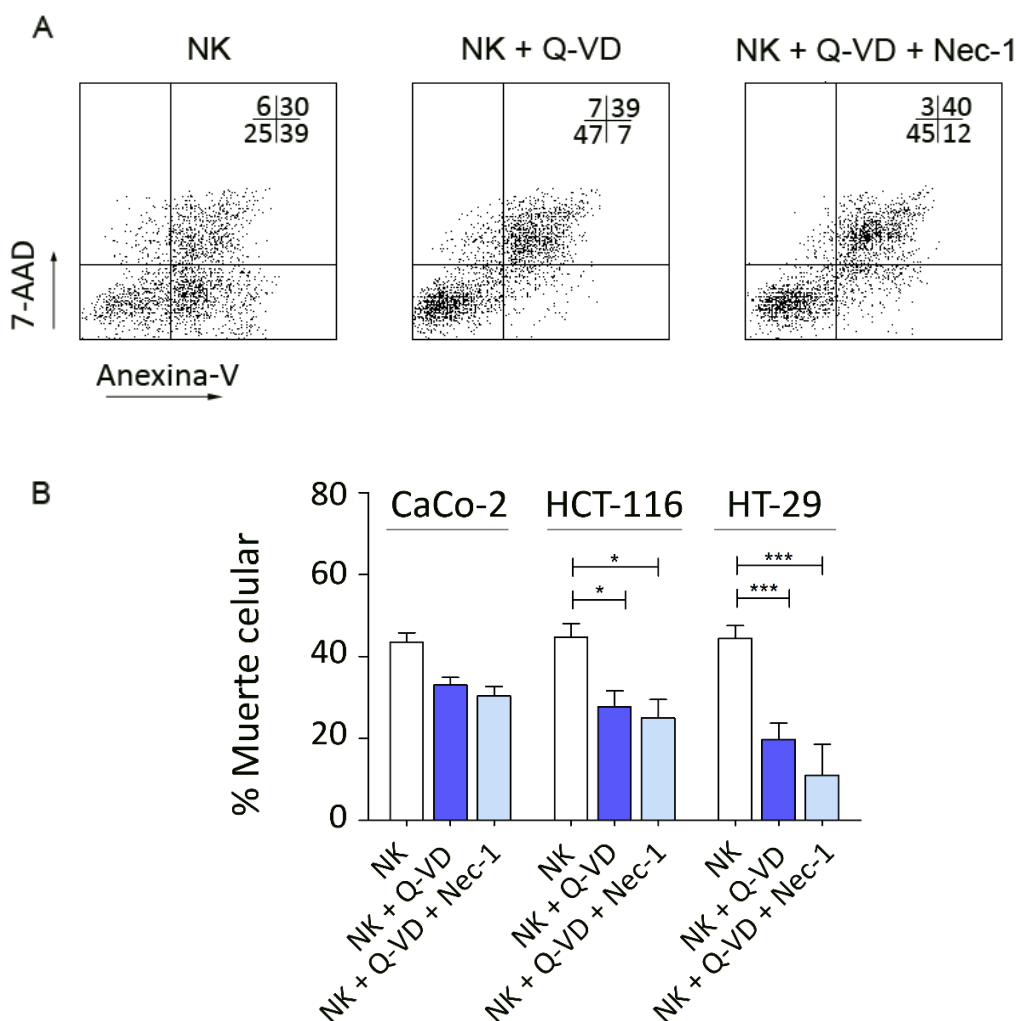 A
NK
NK + Q-VD
NK + Q-VD + Nec-1
6 30
25 39
7 39
47 7
3 40
45 12
7-AAD
Anexina-V
B
% Muerte celular
80
60
40
20
0
CaCo-2
HCT-116
HT-29
*
*
***
***
NK
NK + Q-VD
NK + Q-VD + Nec-1
NK
NK + Q-VD
NK + Q-VD + Nec-1
NK
NK + Q-VD
NK + Q-VD + Nec-1